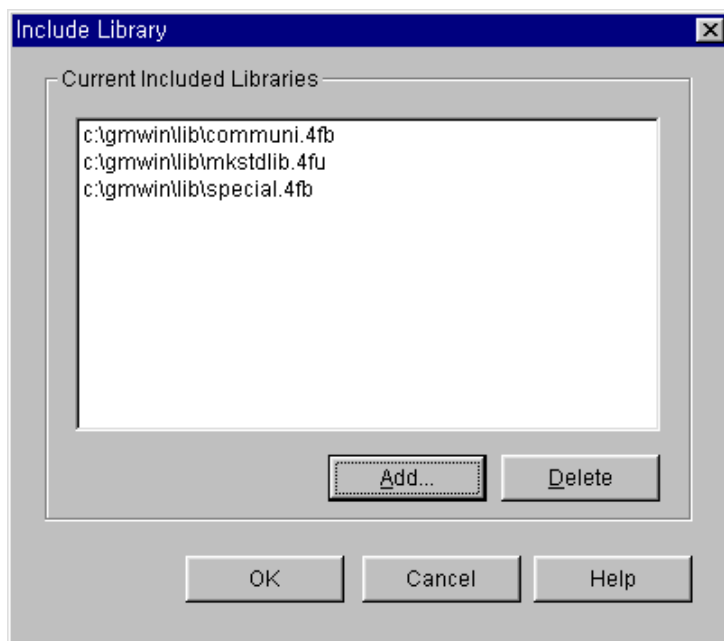 Include Library
Current Included Libraries
c:\gmwin\lib\communi.4fb
c:\gmwin\lib\mkstdlib.4fu
c:\gmwin\lib\special.4fb
Add...
Delete
OK
Cancel
Help